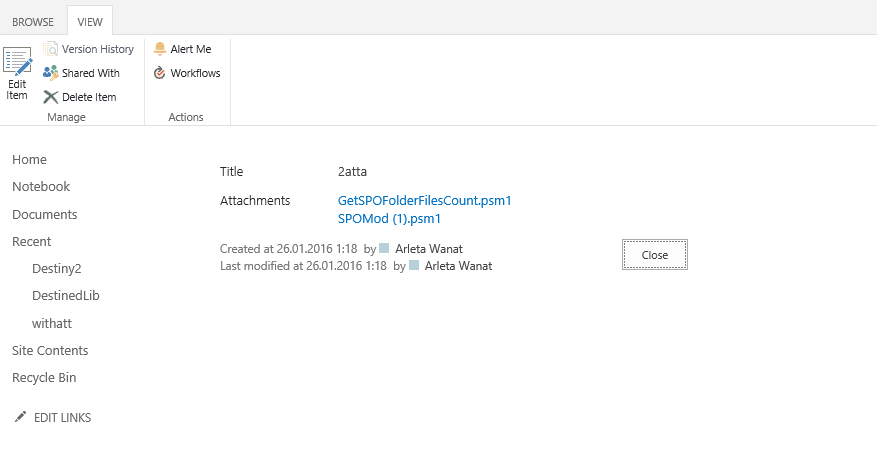 BROWSE VIEW
Edit Item
Version History
Shared With
Delete Item
Manage
Alert Me
Workflows
Actions
Home
Notebook
Documents
Recent
Destiny2
DestinedLib
withatt
Site Contents
Recycle Bin
EDIT LINKS
Title 2atta
Attachments GetSPOFolderFilesCount.psm1
SPOMod (1).psm1
Created at 26.01.2016 1:18 by Arleta Wanat
Last modified at 26.01.2016 1:18 by Arleta Wanat
Close